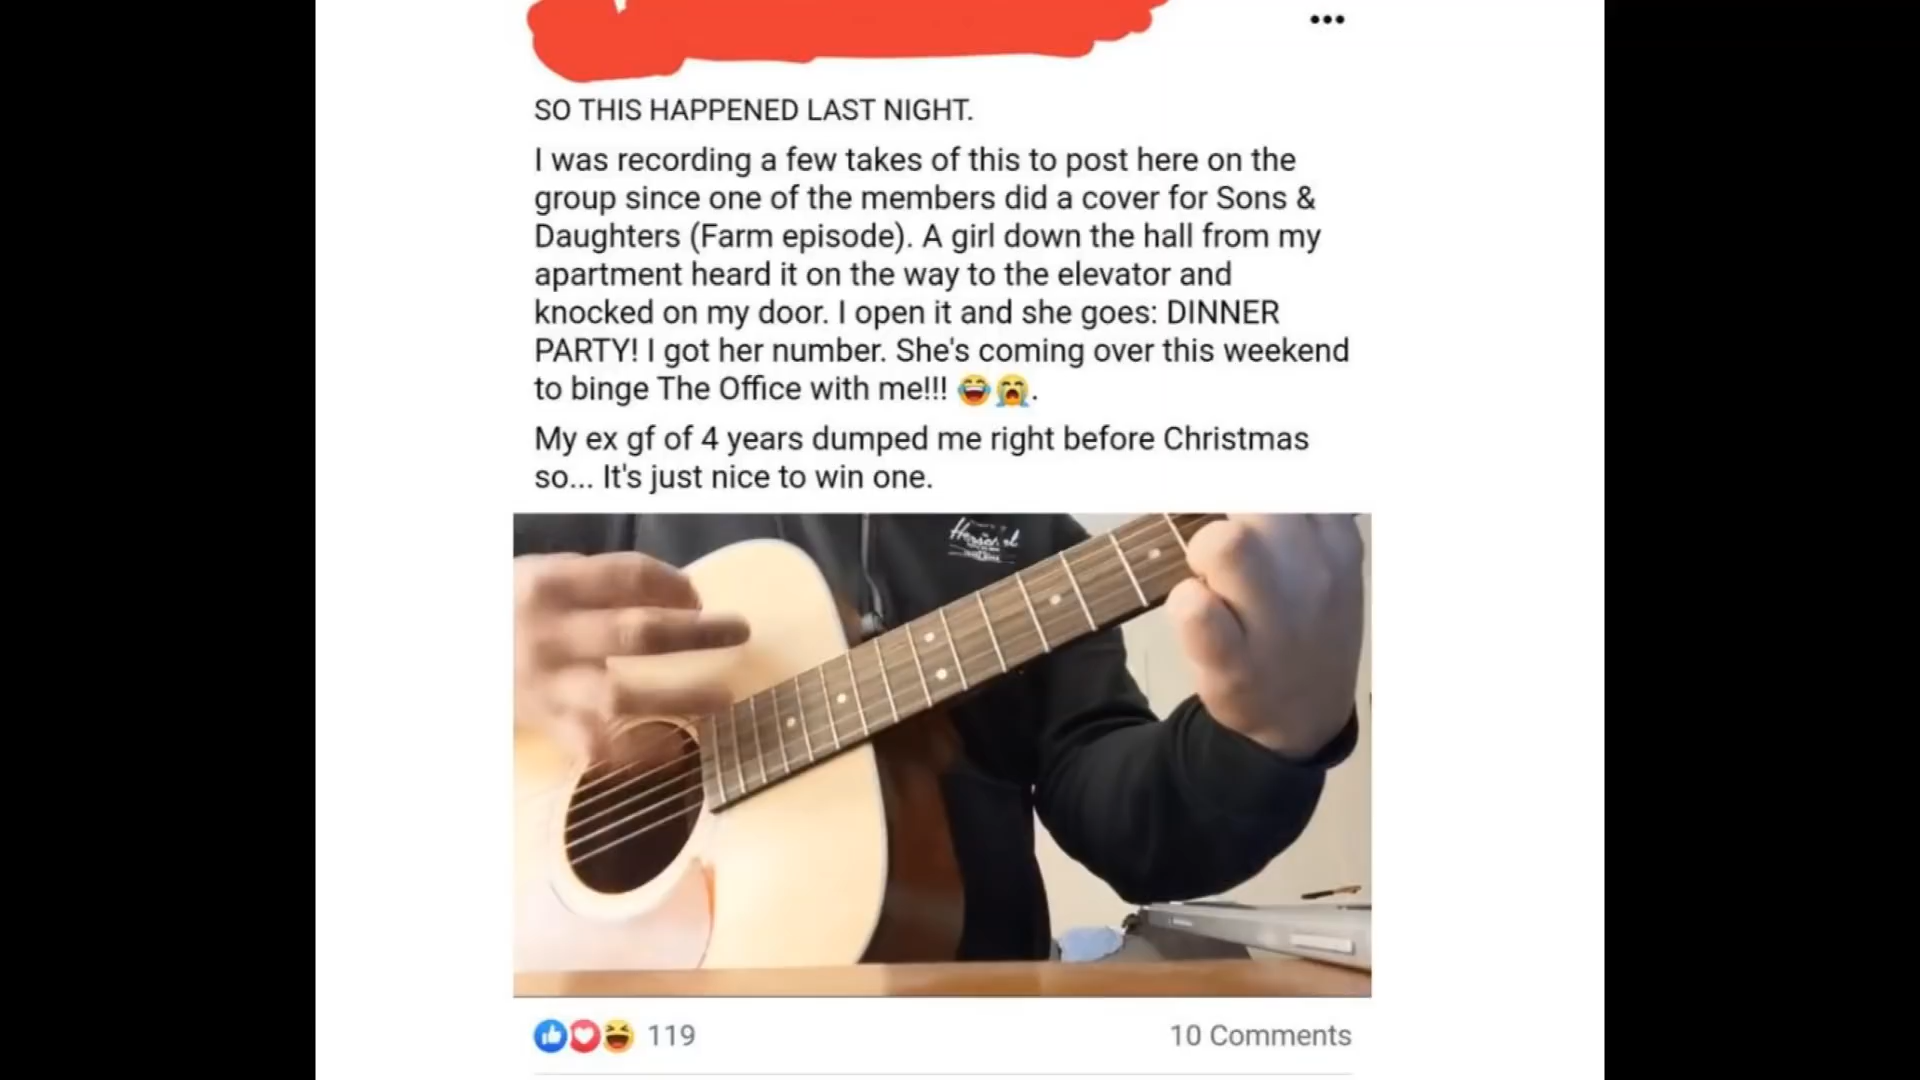 SO THIS HAPPENED LAST NIGHT.
I was recording a few takes of this to post here on the
group since one of the members did a cover for Sons &
Daughters (Farm episode). A girl down the hall from my
apartment heard it on the way to the elevator and
knocked on my door. I open it and she goes: DINNER
PARTY! I got her number. She's coming over this weekend
to binge The Office with me!!! 😂😭.
My ex gf of 4 years dumped me right before Christmas
so... It's just nice to win one.
119
10 Comments